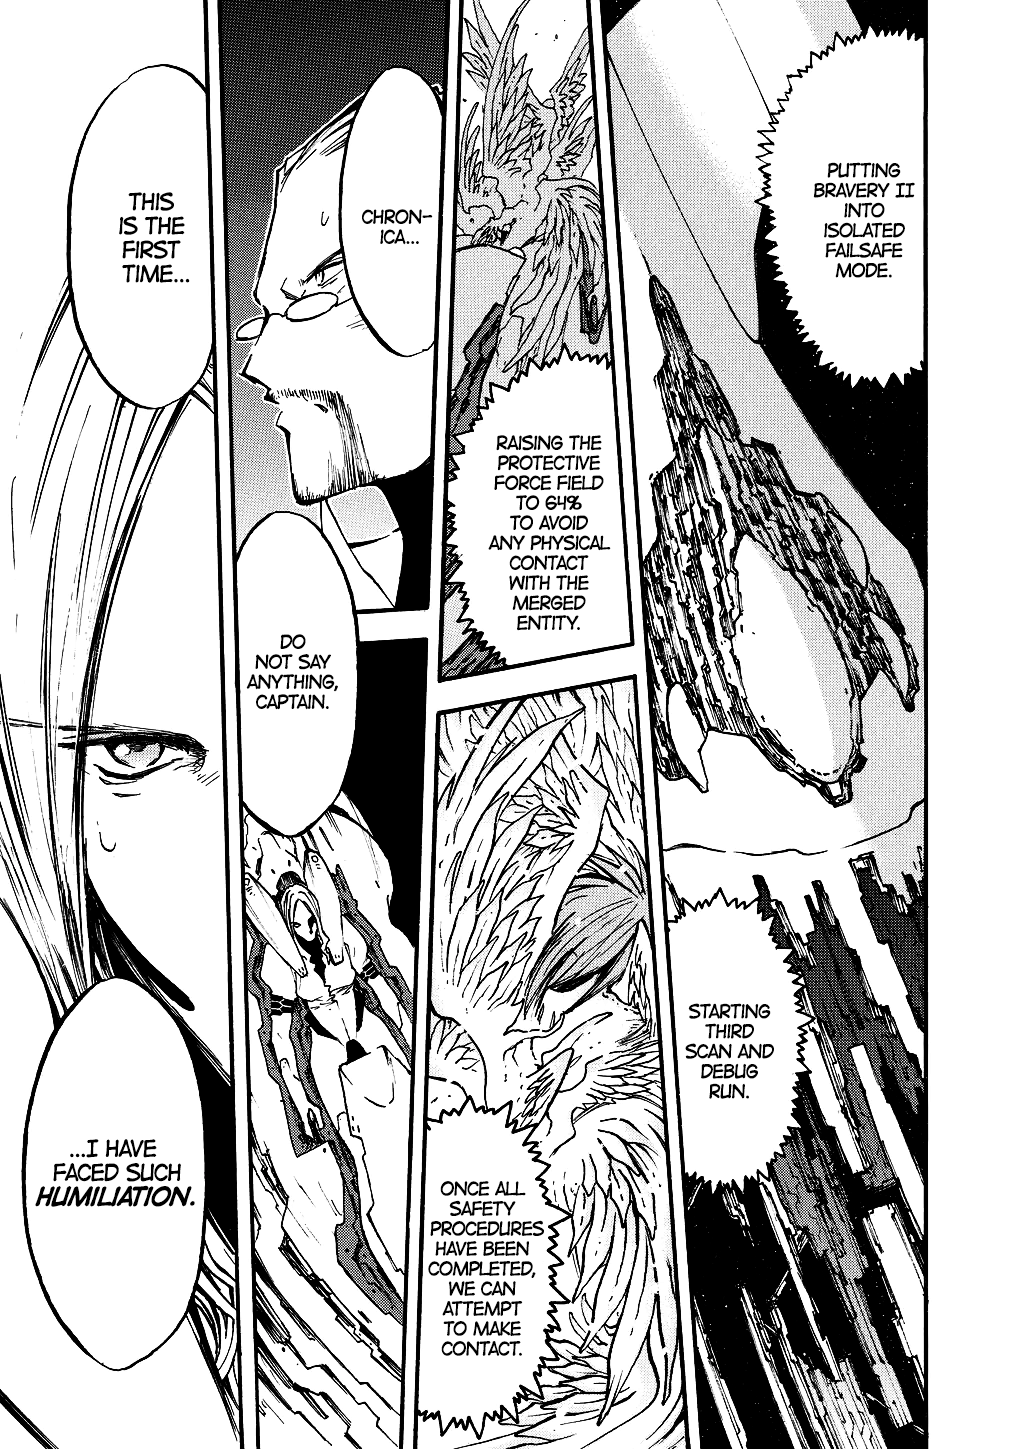 PUTTING
BRAVERY II
INTO
ISOLATED
FAILSAFE
MODE.
STARTING
THIRD
SCAN AND
DEBUG
RUN.
RAISING THE
PROTECTIVE
FORCE FIELD
TO 64%
TO AVOID
ANY PHYSICAL
CONTACT
WITH THE
MERGED
ENTITY.
ONCE ALL
SAFETY
PROCEDURES
HAVE BEEN
COMPLETED,
WE CAN
ATTEMPT
TO MAKE
CONTACT.
CHRON-
ICA...
DO
NOT SAY
ANYTHING,
CAPTAIN.
THIS
IS THE
FIRST
TIME...
...I HAVE
FACED SUCH
HUMILIATION.